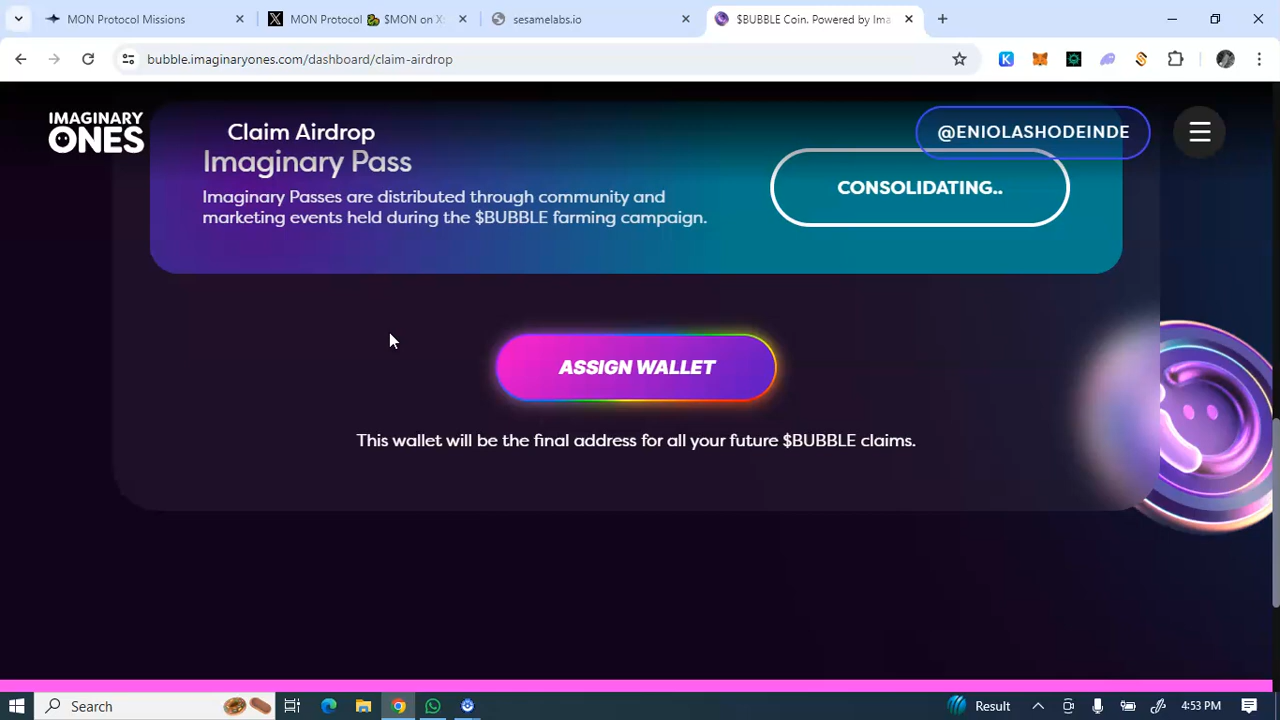 MON Protocol Missions
MON Protocol 🐉 $MON on X
sesamelabs.io
$BUBBLE Coin. Powered by Ima
bubble.imaginaryones.com/dashboard/claim-airdrop
IMAGINARY
ONES
Claim Airdrop
@ENIOLASHODEINDE
Imaginary Pass
Imaginary Passes are distributed through community and
marketing events held during the $BUBBLE farming campaign.
CONSOLIDATING..
ASSIGN WALLET
This wallet will be the final address for all your future $BUBBLE claims.
Search
Result
4:53 PM